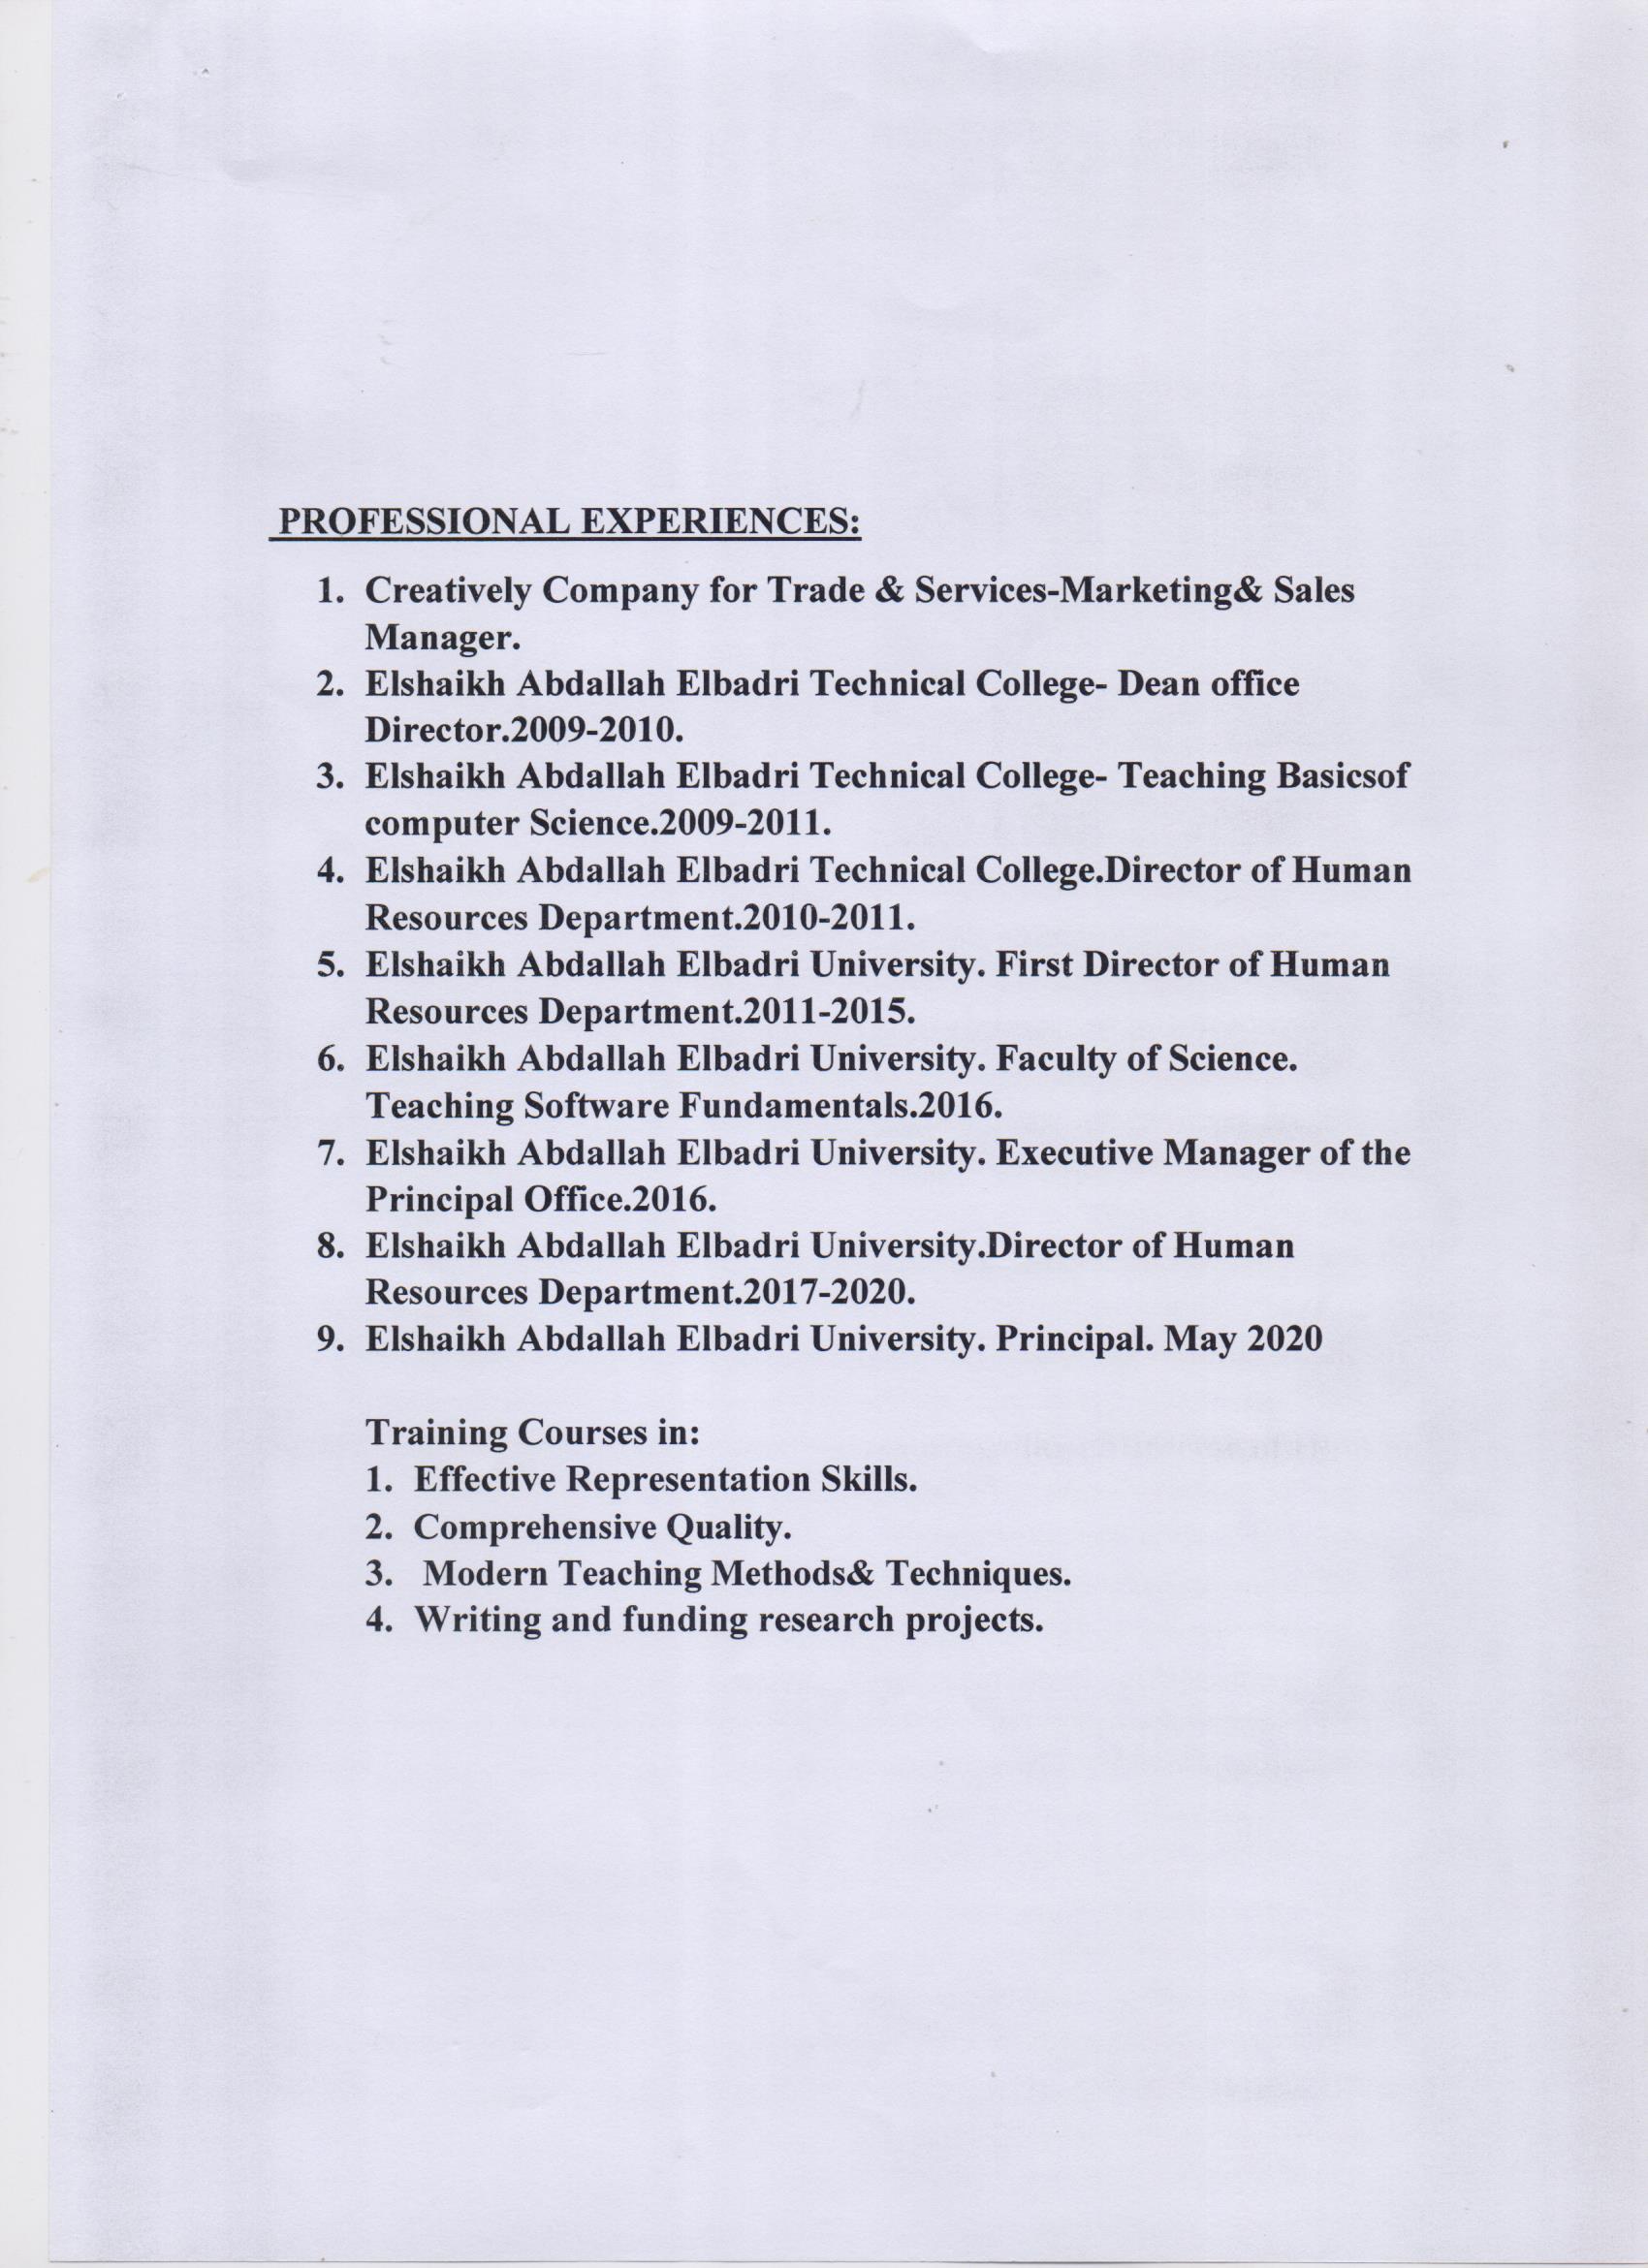 PROFESSIONAL EXPERIENCES:
1. Creatively Company for Trade & Services-Marketing& Sales
Manager.
2. Elshaikh Abdallah Elbadri Technical College- Dean office
Director.2009-2010.
3. Elshaikh Abdallah Elbadri Technical College- Teaching Basicsof
computer Science.2009-2011.
4. Elshaikh Abdallah Elbadri Technical College.Director of Human
Resources Department.2010-2011.
5. Elshaikh Abdallah Elbadri University. First Director of Human
Resources Department.2011-2015.
6. Elshaikh Abdallah Elbadri University. Faculty of Science.
Teaching Software Fundamentals.2016.
7. Elshaikh Abdallah Elbadri University. Executive Manager of the
Principal Office.2016.
8. Elshaikh Abdallah Elbadri University.Director of Human
Resources Department.2017-2020.
9. Elshaikh Abdallah Elbadri University. Principal. May 2020
Training Courses in:
1. Effective Representation Skills.
2. Comprehensive Quality.
3. Modern Teaching Methods& Techniques.
4. Writing and funding research projects.